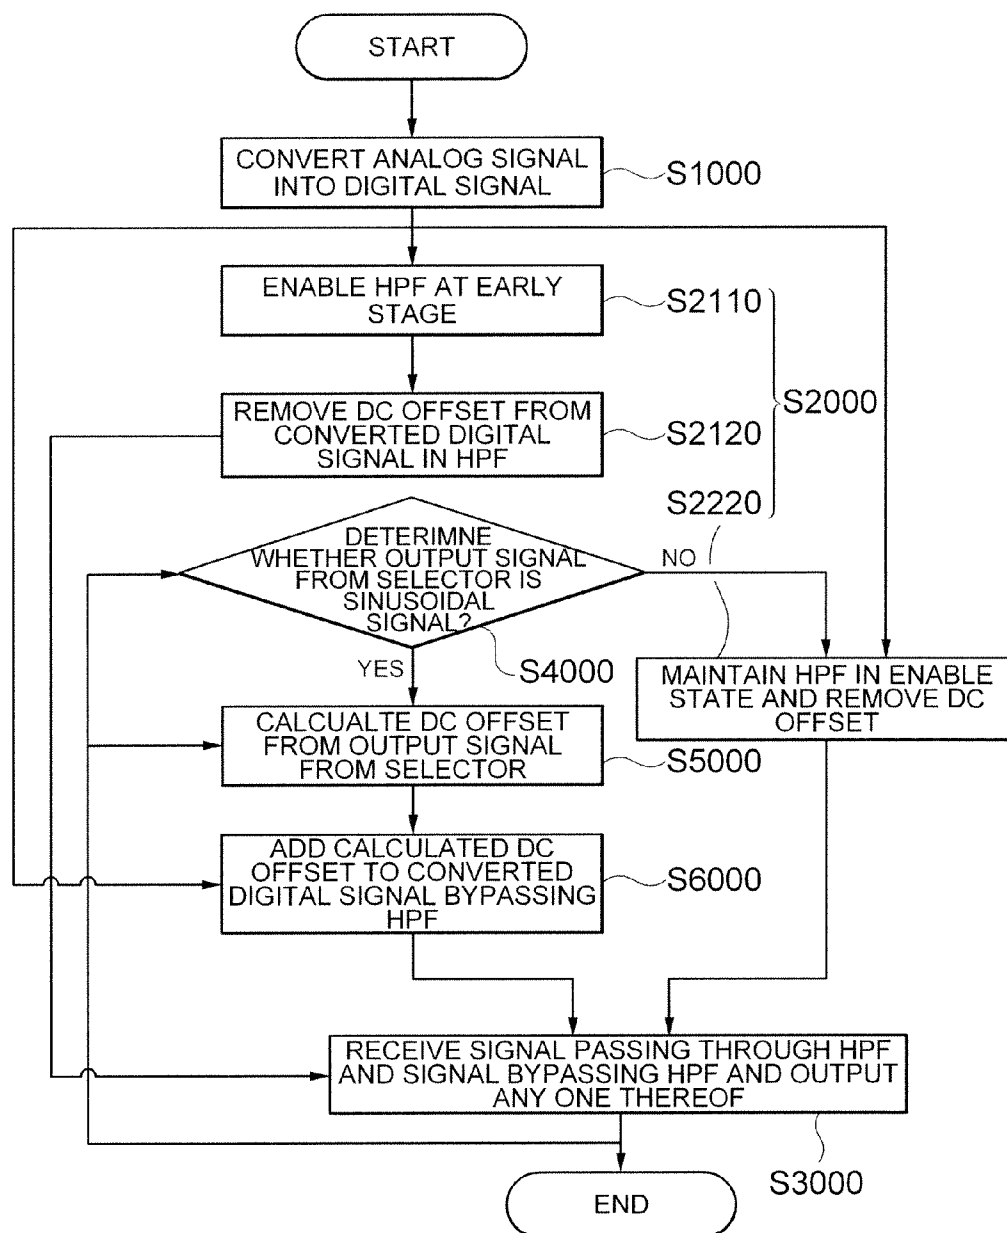 START
CONVERT ANALOG SIGNAL
INTO DIGITAL SIGNAL
S1000
ENABLE HPF AT EARLY
STAGE
S2110
REMOVE DC OFFSET FROM
CONVERTED DIGITAL
SIGNAL IN HPF
S2120
S2000
S2220
DETERIMNE
WHETHER OUTPUT SIGNAL
FROM SELECTOR IS
SINUSOIDAL
SIGNAL?
NO
YES
S4000
MAINTAIN HPF IN ENABLE
STATE AND REMOVE DC
OFFSET
CALCUALTE DC OFFSET
FROM OUTPUT SIGNAL
FROM SELECTOR
S5000
ADD CALCULATED DC
OFFSET TO CONVERTED
DIGITAL SIGNAL BYPASSING
HPF
S6000
RECEIVE SIGNAL PASSING THROUGH HPF
AND SIGNAL BYPASSING HPF AND OUTPUT
ANY ONE THEREOF
S3000
END